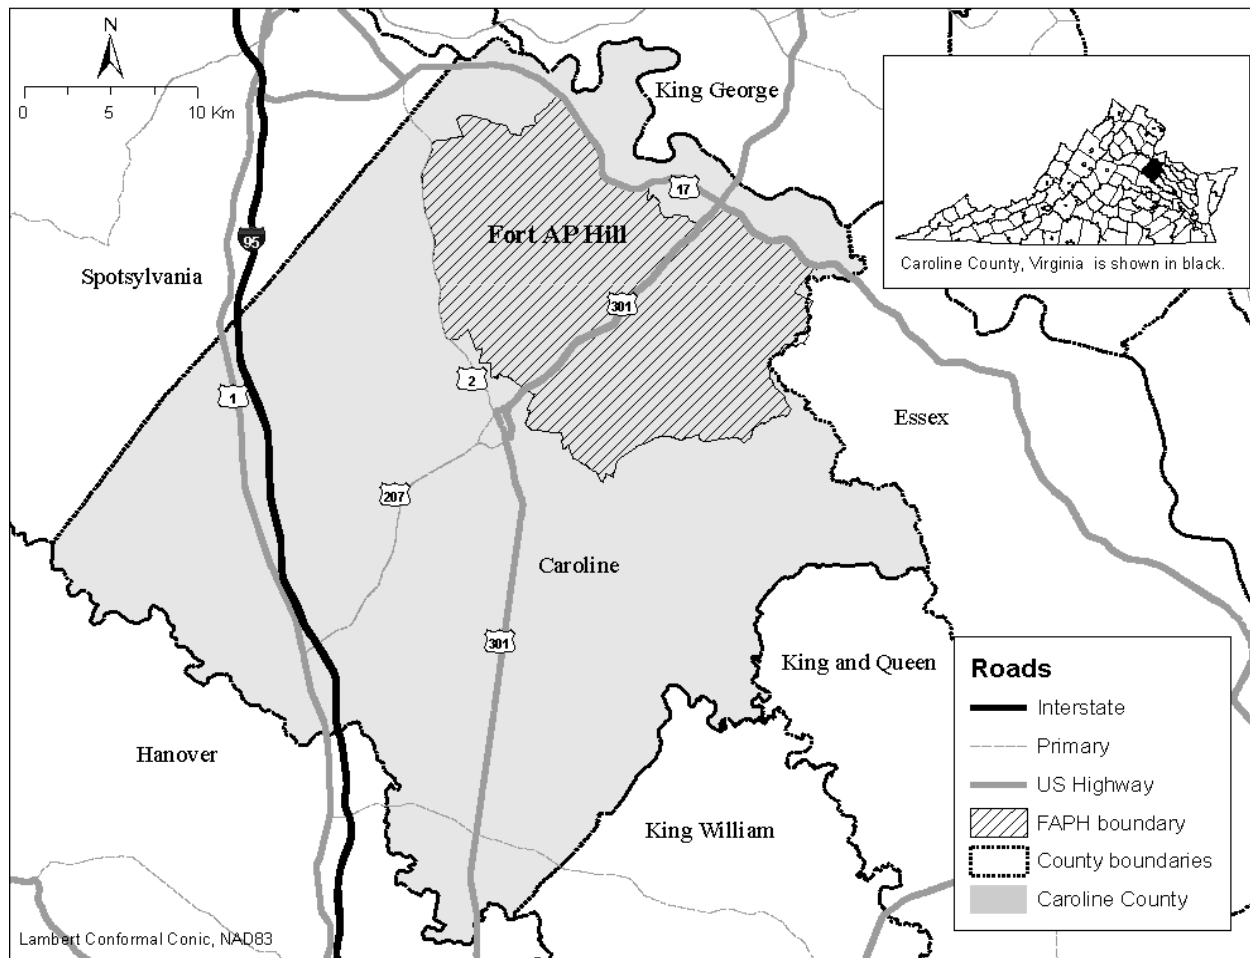 N
0 5 10 Km
King George
17
Fort AP Hill
95
Spotsylvania
301
2
1
Essex
207
Caroline
301
King and Queen
Hanover
King William
Caroline County, Virginia is shown in black.
Roads
Interstate
Primary
US Highway
FAPH boundary
County boundaries
Caroline County
Lambert Conformal Conic, NAD83